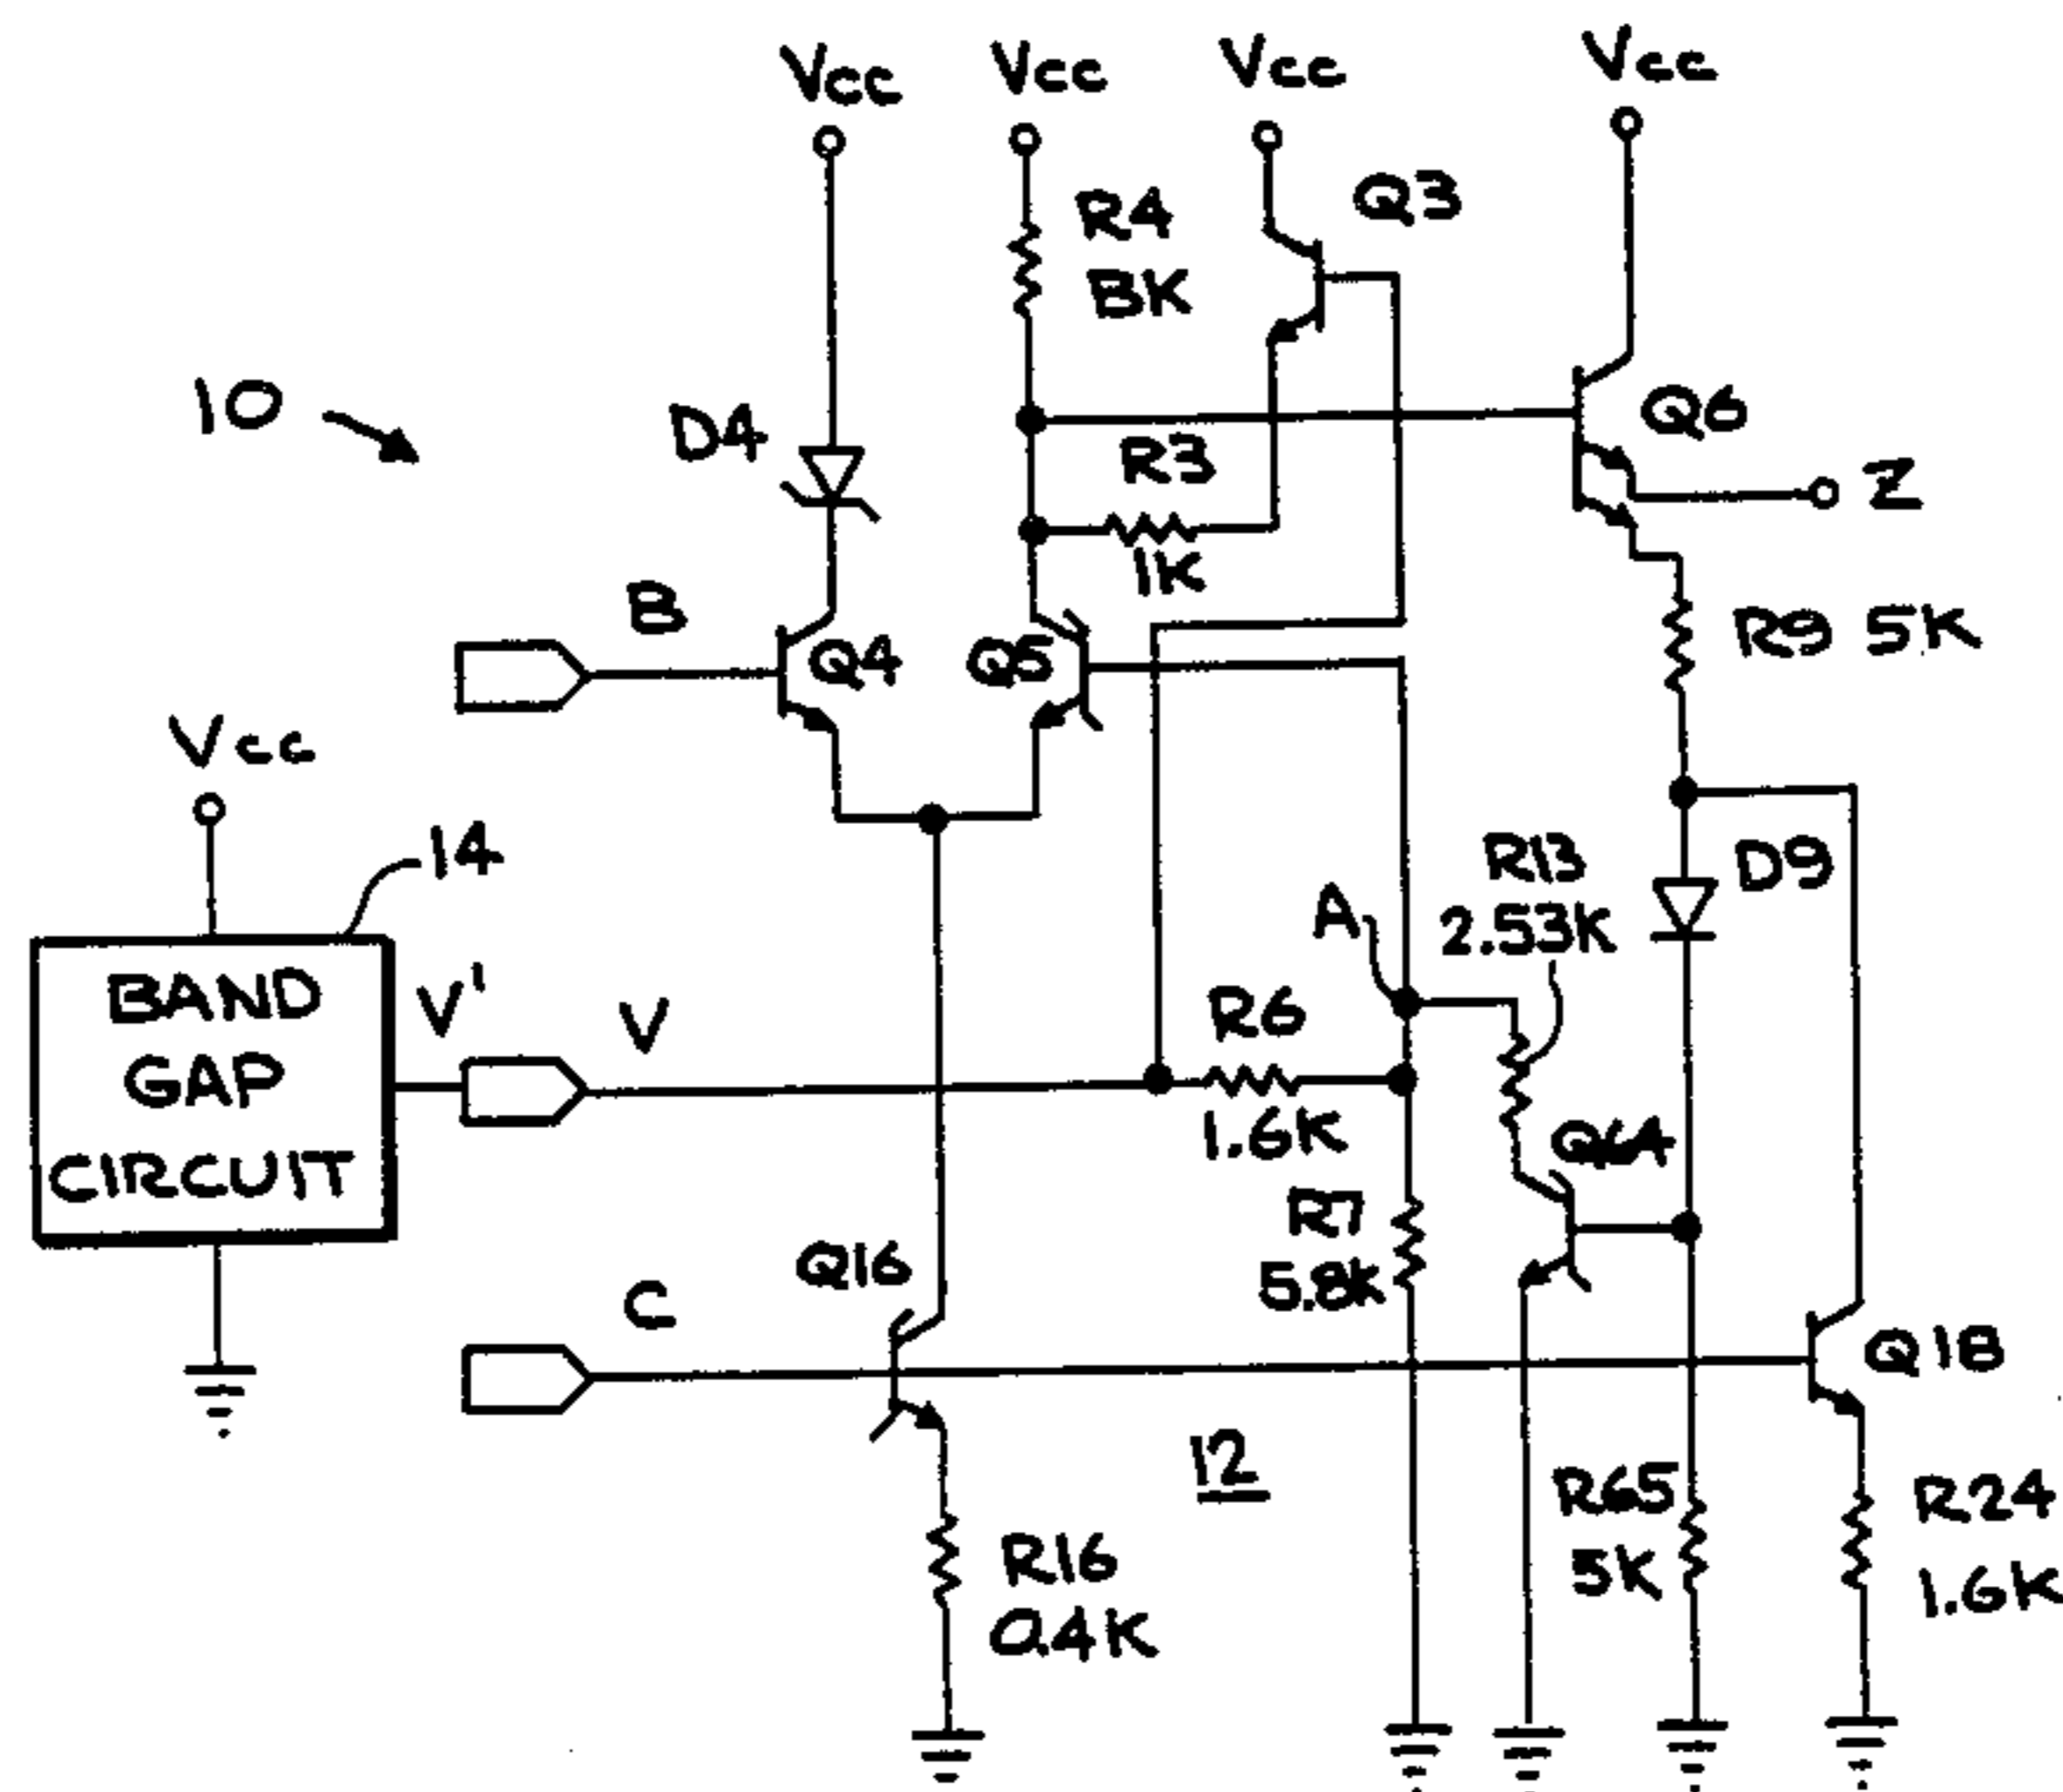 Vcc
Vcc
Vcc
Vcc
Q3
R4
8K
10
D4
Q6
R3
Z
1K
B
Q4
Q5
R9 5K
Vcc
14
R13
D9
A
2.53K
BAND
V'
V
R6
GAP
1.6K
Q64
CIRCUIT
R7
Q16
5.8K
C
Q18
12
R65
R24
R16
5K
1.6K
0.4K